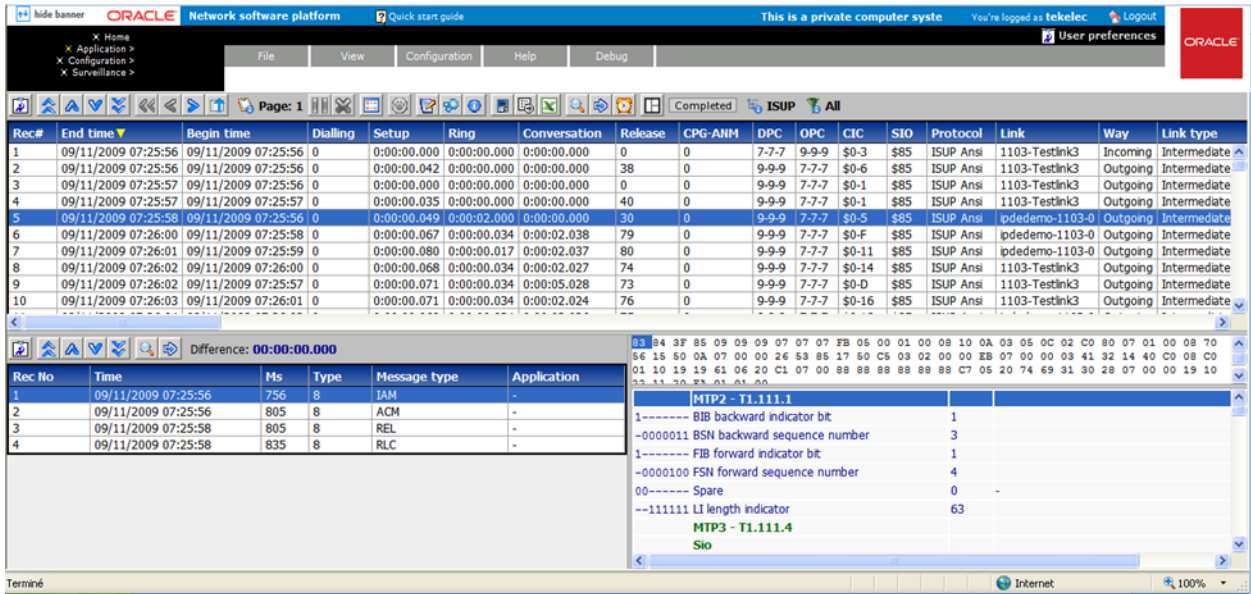 hide banner ORACLE Network software platform Quick start guide This is a private computer syste You're logged as tekelec Logout
X Home
X Application >
X Configuration >
X Surveillance >
User preferences
ORACLE
File View Configuration Help Debug
Page: 1 Completed ISUP All
Rec# End time Begin time Dialling Setup Ring Conversation Release CPG-ANM DPC OPC CIC SIO Protocol Link Way Link type
1 09/11/2009 07:25:56 09/11/2009 07:25:56 0 0:00:00.000 0:00:00.000 0:00:00.000 0 0 7-7-7 9-9-9 $0-3 $85 ISUP Ansi 1103-Testlink3 Incoming Intermediate
2 09/11/2009 07:25:56 09/11/2009 07:25:56 0 0:00:00.042 0:00:00.000 0:00:00.000 38 0 9-9-9 7-7-7 $0-6 $85 ISUP Ansi 1103-Testlink3 Outgoing Intermediate
3 09/11/2009 07:25:57 09/11/2009 07:25:56 0 0:00:00.000 0:00:00.000 0:00:00.000 0 0 9-9-9 7-7-7 $0-1 $85 ISUP Ansi 1103-Testlink3 Outgoing Intermediate
4 09/11/2009 07:25:57 09/11/2009 07:25:57 0 0:00:00.035 0:00:00.000 0:00:00.000 40 0 9-9-9 7-7-7 $0-1 $85 ISUP Ansi 1103-Testlink3 Outgoing Intermediate
5 09/11/2009 07:25:58 09/11/2009 07:25:56 0 0:00:00.049 0:00:02.000 0:00:00.000 30 0 9-9-9 7-7-7 $0-5 $85 ISUP Ansi ipdedemo-1103-0 Outgoing Intermediate
6 09/11/2009 07:26:00 09/11/2009 07:25:58 0 0:00:00.067 0:00:00.034 0:00:02.038 79 0 9-9-9 7-7-7 $0-F $85 ISUP Ansi ipdedemo-1103-0 Outgoing Intermediate
7 09/11/2009 07:26:01 09/11/2009 07:25:59 0 0:00:00.080 0:00:00.017 0:00:02.037 80 0 9-9-9 7-7-7 $0-11 $85 ISUP Ansi ipdedemo-1103-0 Outgoing Intermediate
8 09/11/2009 07:26:02 09/11/2009 07:26:00 0 0:00:00.068 0:00:00.034 0:00:02.027 74 0 9-9-9 7-7-7 $0-14 $85 ISUP Ansi 1103-Testlink3 Outgoing Intermediate
9 09/11/2009 07:26:02 09/11/2009 07:25:57 0 0:00:00.071 0:00:00.034 0:00:05.028 73 0 9-9-9 7-7-7 $0-D $85 ISUP Ansi 1103-Testlink3 Outgoing Intermediate
10 09/11/2009 07:26:03 09/11/2009 07:26:01 0 0:00:00.071 0:00:00.034 0:00:02.024 76 0 9-9-9 7-7-7 $0-16 $85 ISUP Ansi 1103-Testlink3 Outgoing Intermediate
Difference: 00:00:00.000
Rec No Time Ms Type Message type Application
1 09/11/2009 07:25:56 756 8 IAM -
2 09/11/2009 07:25:56 805 8 ACM -
3 09/11/2009 07:25:58 805 8 REL -
4 09/11/2009 07:25:58 835 8 RLC -
83 84 3F 85 09 09 09 07 07 07 FB 05 00 01 00 08 10 0A 03 05 0C 02 C0 80 07 01 00 08 70
56 15 50 0A 07 00 00 26 53 85 17 50 C5 03 02 00 00 EB 07 00 00 03 41 32 14 40 C0 08 C0
01 10 19 19 61 06 20 C1 07 00 88 88 88 88 88 88 C7 05 20 74 69 31 30 28 07 00 00 19 10
MTP2 - T1.111.1
1------- BIB backward indicator bit 1
-0000011 BSN backward sequence number 3
1------- FIB forward indicator bit 1
-0000100 FSN forward sequence number 4
00------ Spare 0 -
--111111 LI length indicator 63
MTP3 - T1.111.4
Sio
Terminé Internet 100%